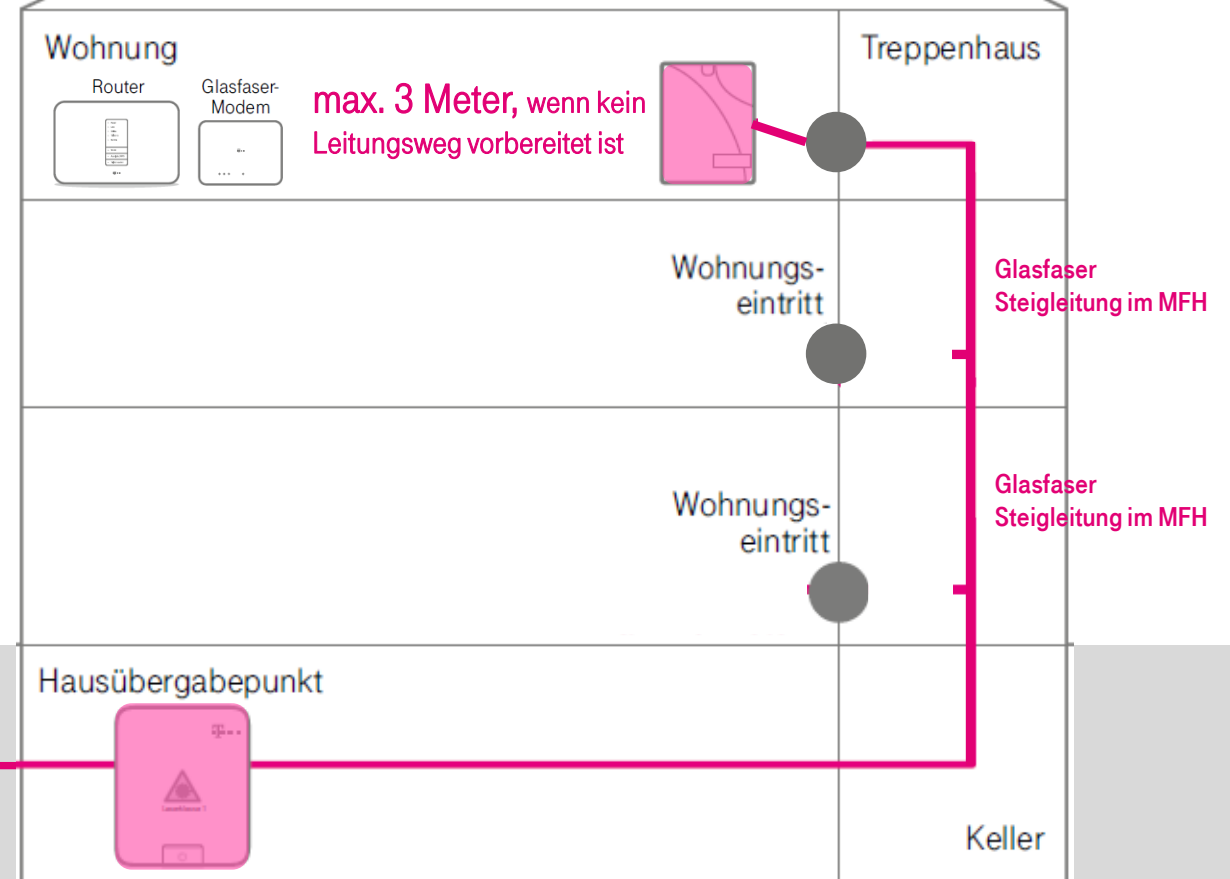 Wohnung
Treppenhaus
Router
Glasfaser-
Modem
max. 3 Meter, wenn kein
Leitungsweg vorbereitet ist
Wohnungs-
eintritt
Glasfaser
Steigleitung im MFH
Glasfaser
Steigleitung im MFH
Wohnungs-
eintritt
Hausübergabepunkt
Keller